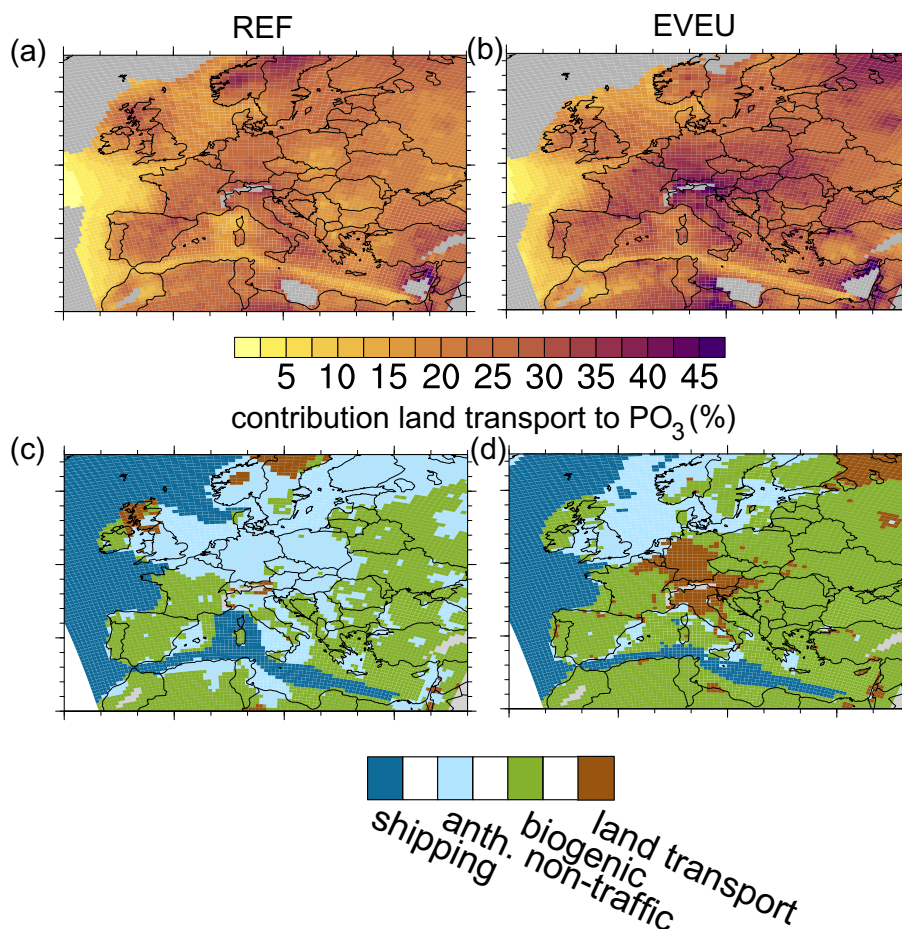 REF
EVEU
(a)
(b)
5 10 15 20 25 30 35 40 45
contribution land transport to PO3 (%)
(c)
(d)
shipping
anth. non-traffic
biogenic
land transport